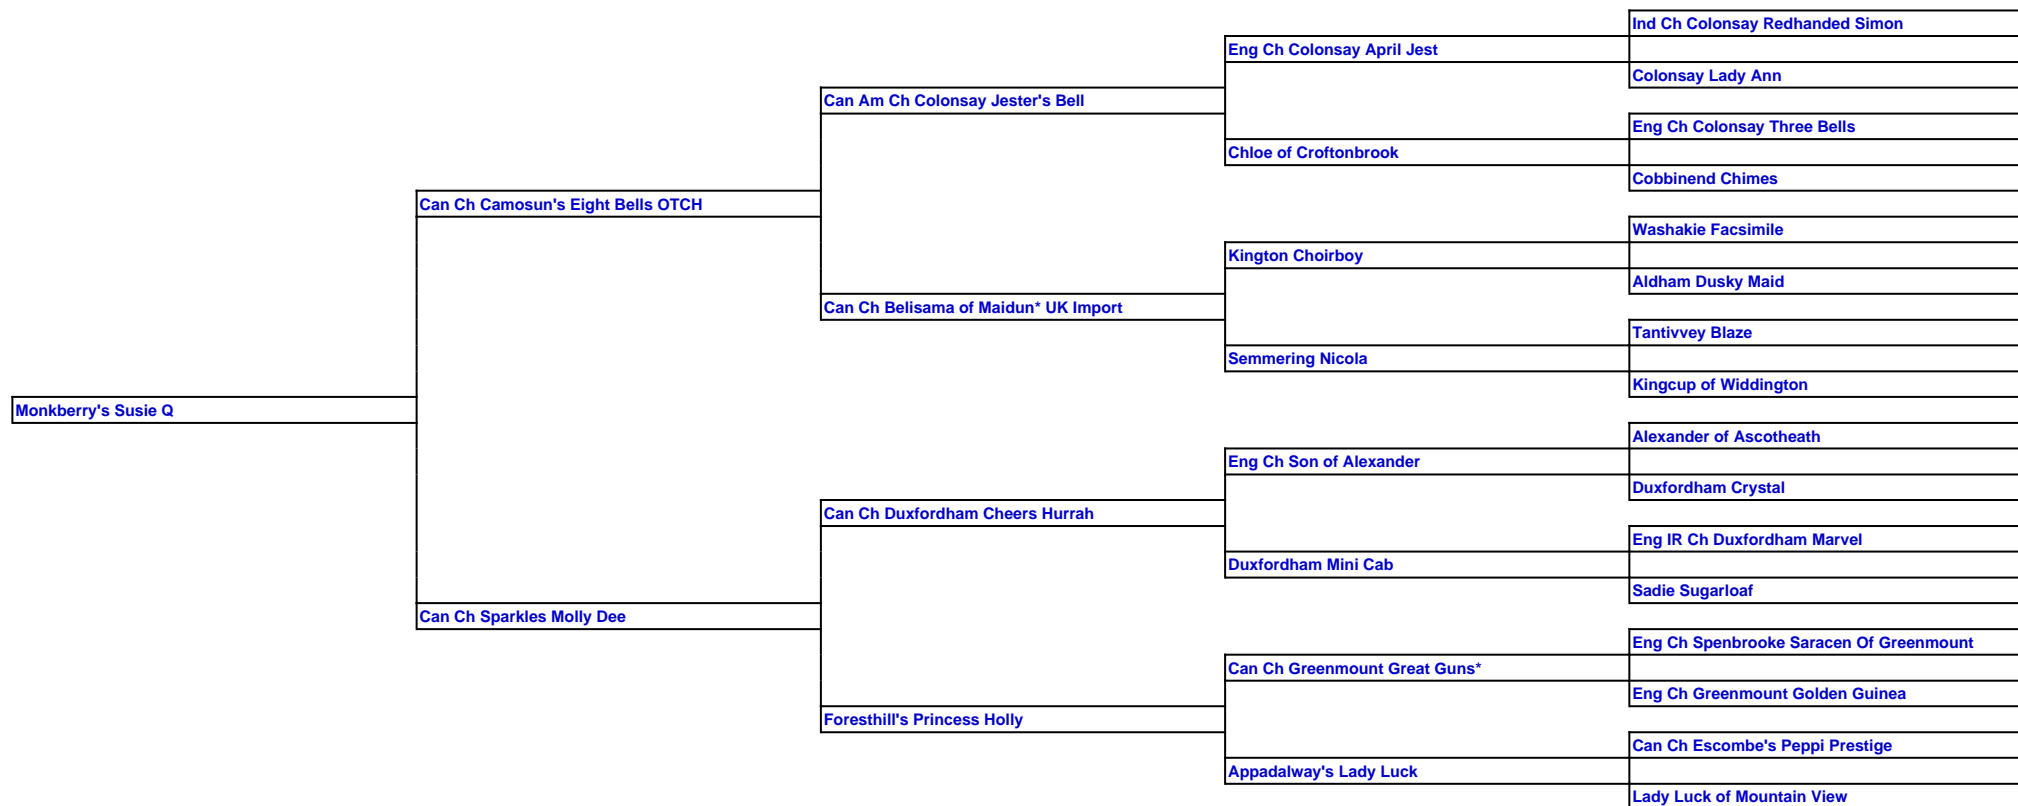 Ind Ch Colonsay Redhanded Simon
Eng Ch Colonsay April Jest
Colonsay Lady Ann
Can Am Ch Colonsay Jester's Bell
Eng Ch Colonsay Three Bells
Chloe of Croftonbrook
Cobbinend Chimes
Can Ch Camosun's Eight Bells OTCH
Washakie Facsimile
Kington Choirboy
Aldham Dusky Maid
Can Ch Belisama of Maidun* UK Import
Tantivvey Blaze
Semmering Nicola
Kingcup of Widdington
Monkberry's Susie Q
Alexander of Ascotheath
Eng Ch Son of Alexander
Duxfordham Crystal
Can Ch Duxfordham Cheers Hurrah
Eng IR Ch Duxfordham Marvel
Duxfordham Mini Cab
Sadie Sugarloaf
Can Ch Sparkles Molly Dee
Eng Ch Spenbrooke Saracen Of Greenmount
Can Ch Greenmount Great Guns*
Eng Ch Greenmount Golden Guinea
Foresthill's Princess Holly
Can Ch Escombe's Peppi Prestige
Appadalway's Lady Luck
Lady Luck of Mountain View